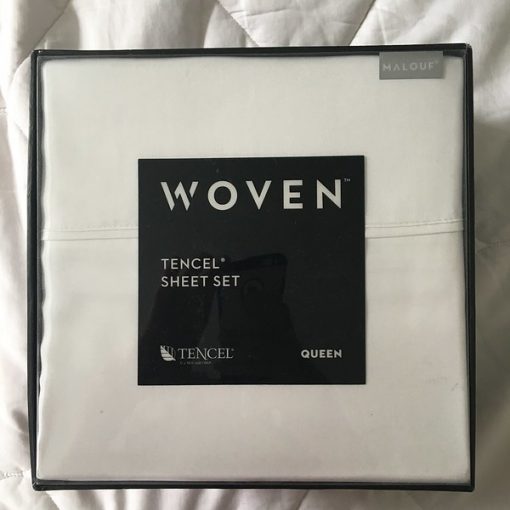 MALOUF®
WOVEN™
TENCEL®
SHEET SET
TENCEL®
QUEEN